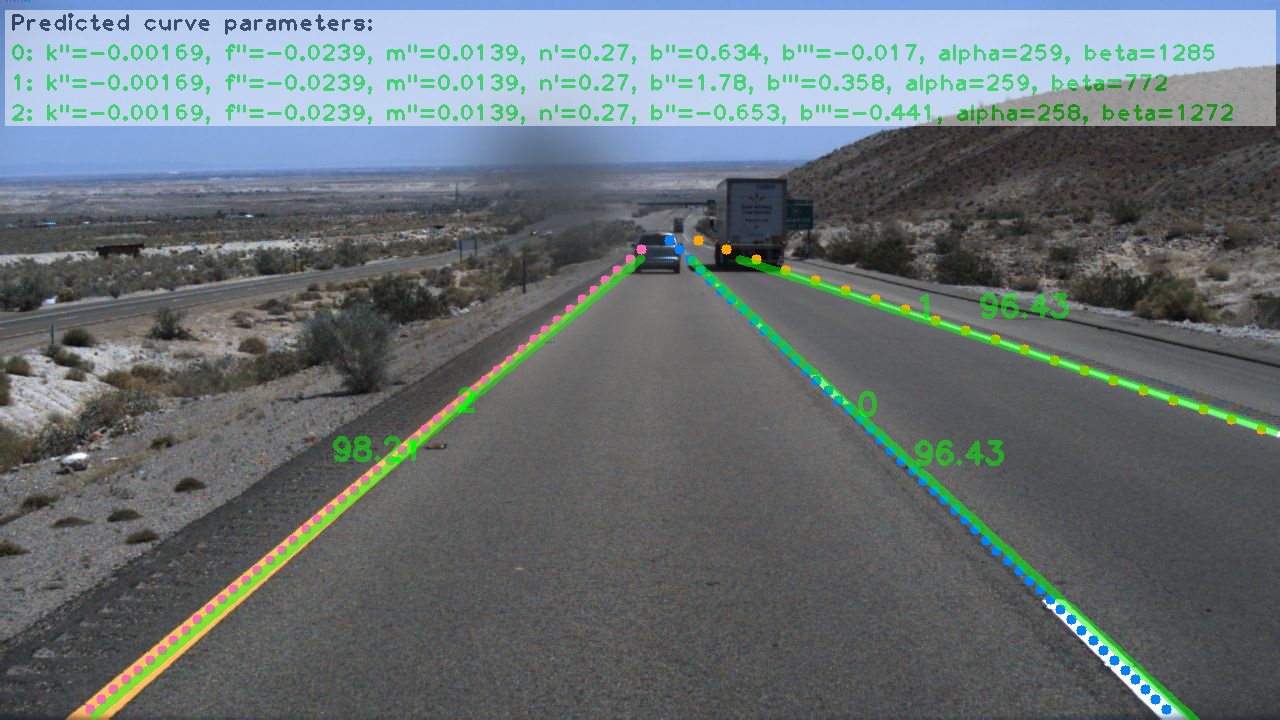 Predicted curve parameters:
0: k''=-0.00169, f''=-0.0239, m''=0.0139, n'=0.27, b''=0.634, b'''=-0.017, alpha=259, beta=1285
1: k''=-0.00169, f''=-0.0239, m''=0.0139, n'=0.27, b''=1.78, b'''=0.358, alpha=259, beta=772
2: k''=-0.00169, f''=-0.0239, m''=0.0139, n'=0.27, b''=-0.653, b'''=-0.441, alpha=258, beta=1272
1 96.43
2 0
98.21 96.43